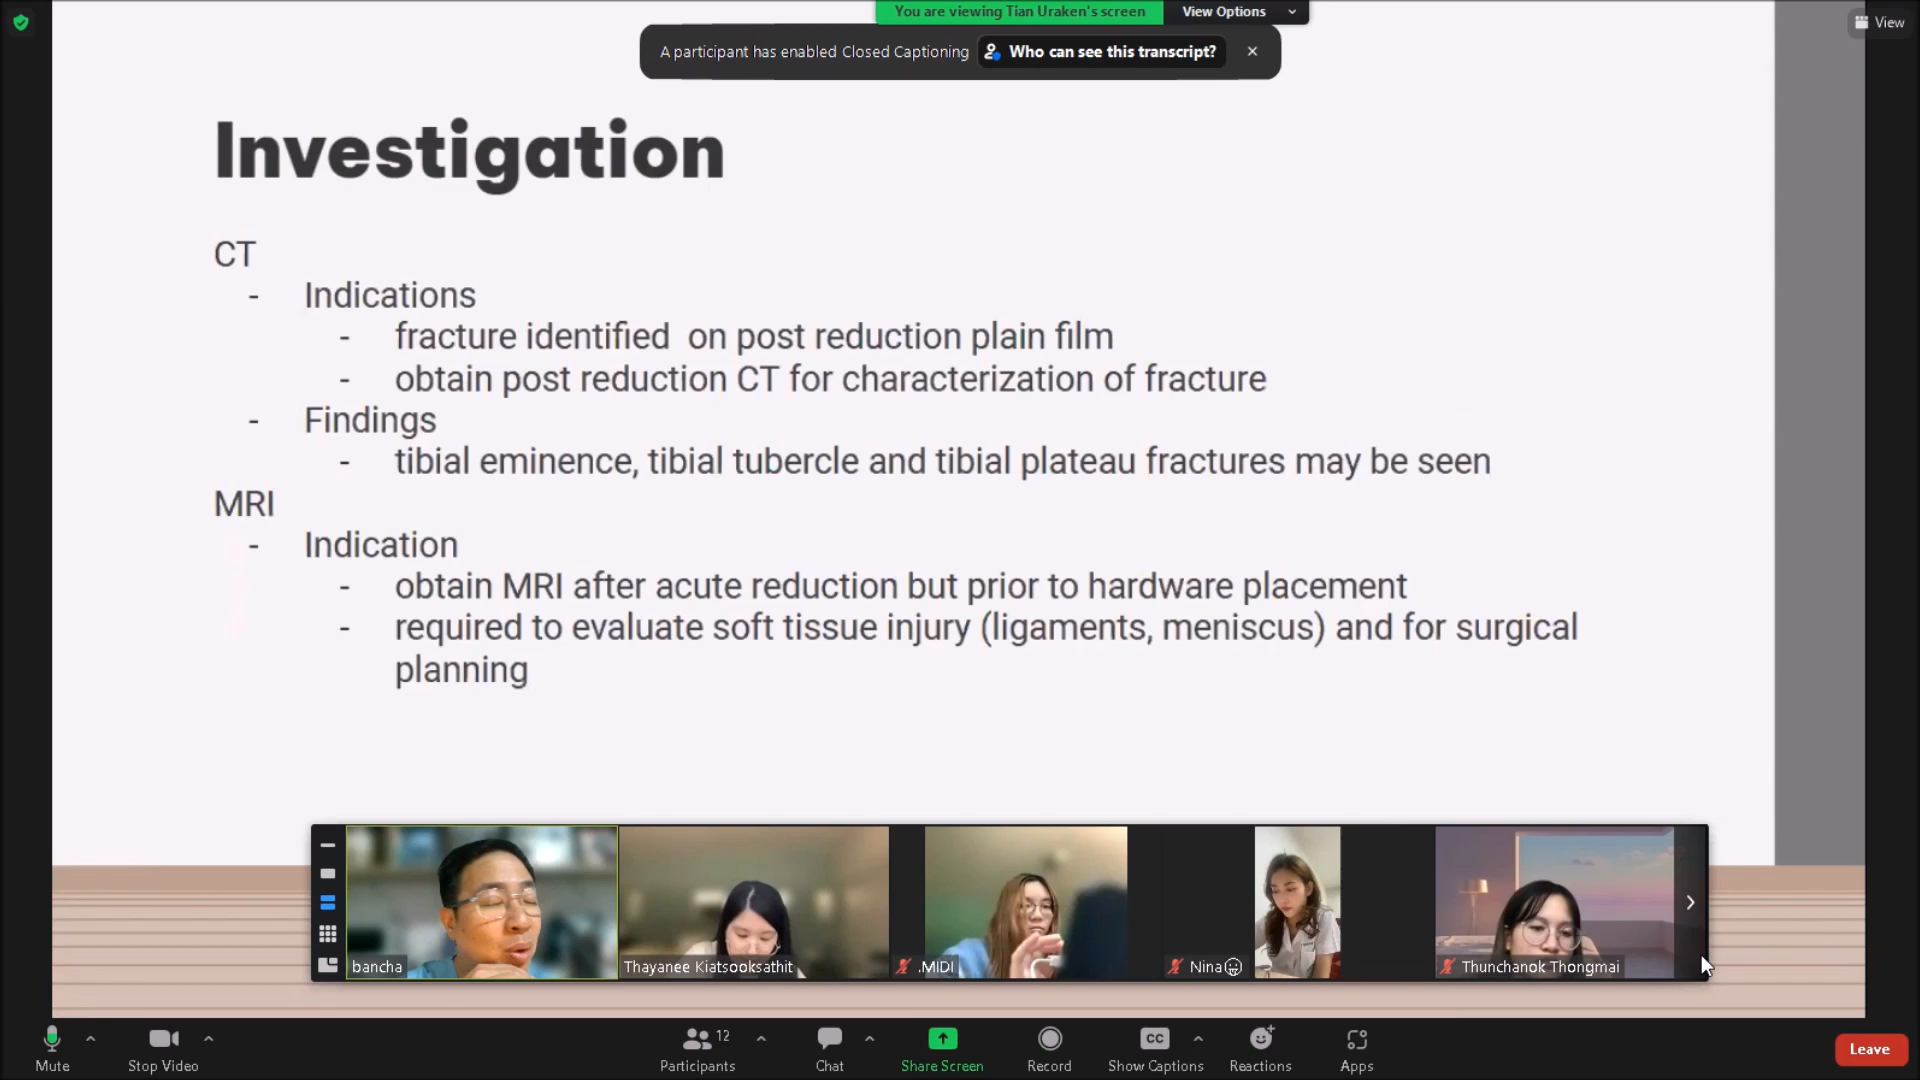 You are viewing Tian Uraken's screen
View Options
View
A participant has enabled Closed Captioning
Who can see this transcript?
Investigation
CT
- Indications
- fracture identified on post reduction plain film
- obtain post reduction CT for characterization of fracture
- Findings
- tibial eminence, tibial tubercle and tibial plateau fractures may be seen
MRI
- Indication
- obtain MRI after acute reduction but prior to hardware placement
- required to evaluate soft tissue injury (ligaments, meniscus) and for surgical
planning
bancha
Thayanee Kiatsooksathit
.MIDI
Nina
Thunchanok Thongmai
Mute
Stop Video
Participants
12
Chat
Share Screen
Record
CC
Show Captions
Reactions
Apps
Leave